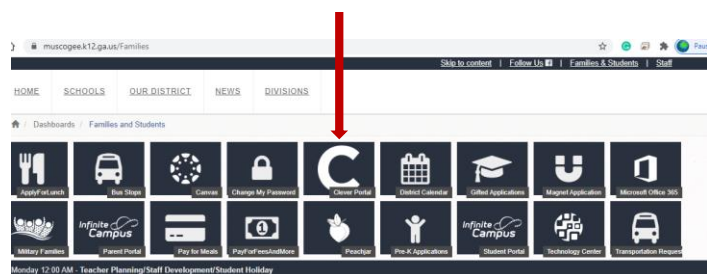 muscogee.k12.ga.us/Families
Skip to content | Follow Us | Families & Students | Staff
HOME SCHOOLS OUR DISTRICT NEWS DIVISIONS
/ Dashboards / Families and Students
ApplyForLunch Bus Stops Canvas Change My Password Clever Portal District Calendar Gifted Applications Magnet Application Microsoft Office 365
Infinite Campus Infinite Campus
Military Families Parent Portal Pay for Meals PayForFeesAndMore Peachjar Pre-K Applications Student Portal Technology Center Transportation Request
Monday 12:00 AM - Teacher Planning/Staff Development/Student Holiday